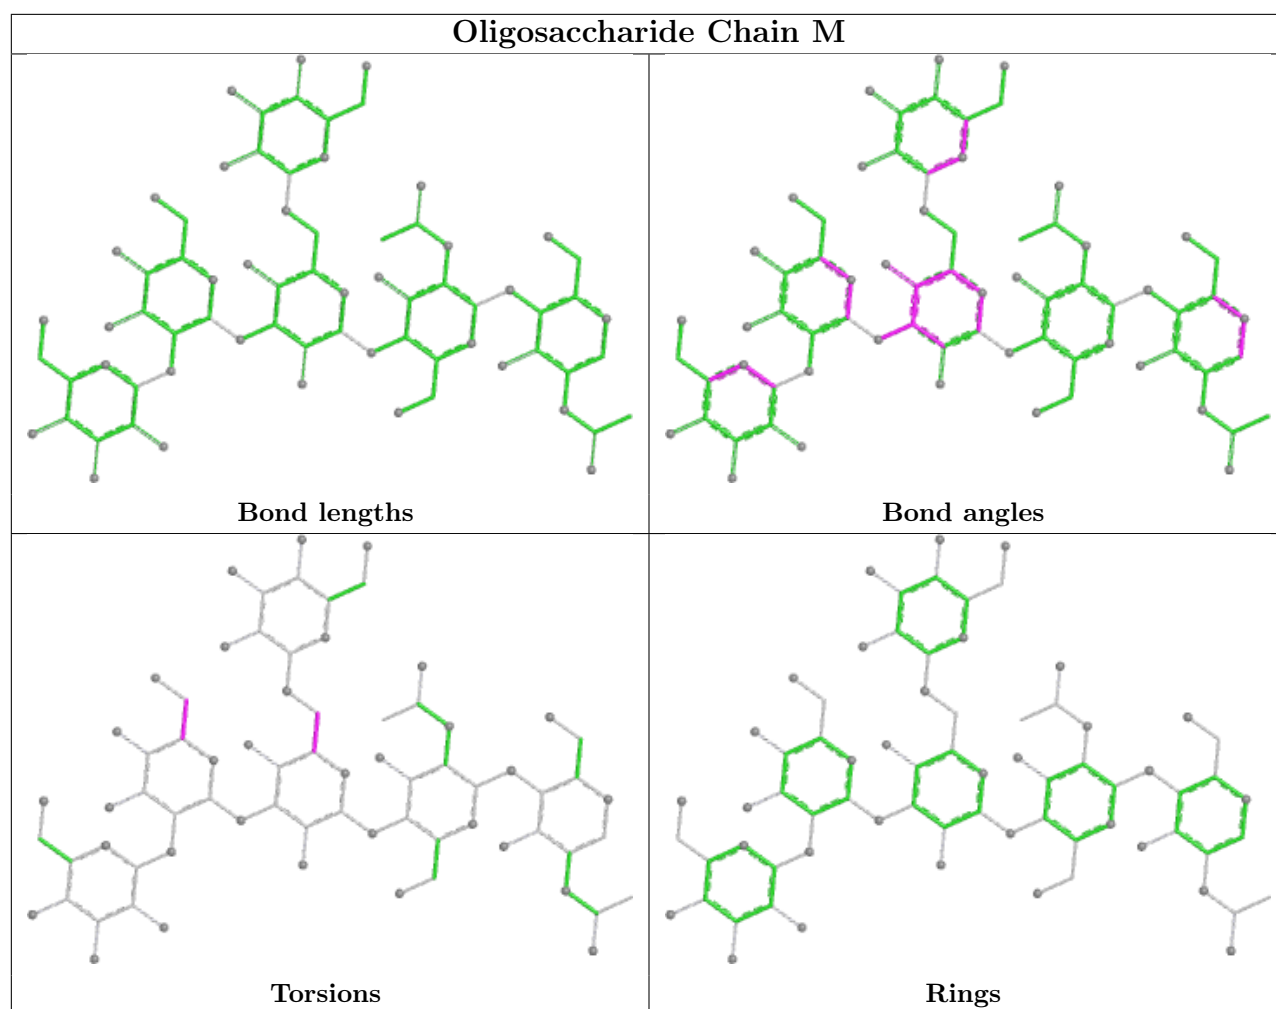 Oligosaccharide Chain M
Bond lengths
Bond angles
Torsions
Rings